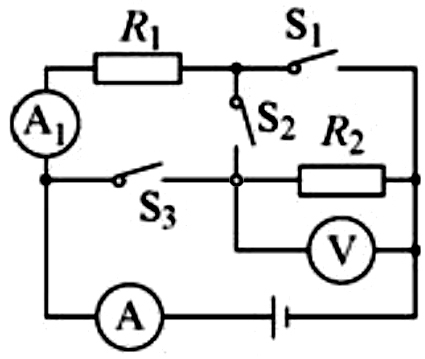 R₁
S₁
A₁
S₂
R₂
S₃
V
A